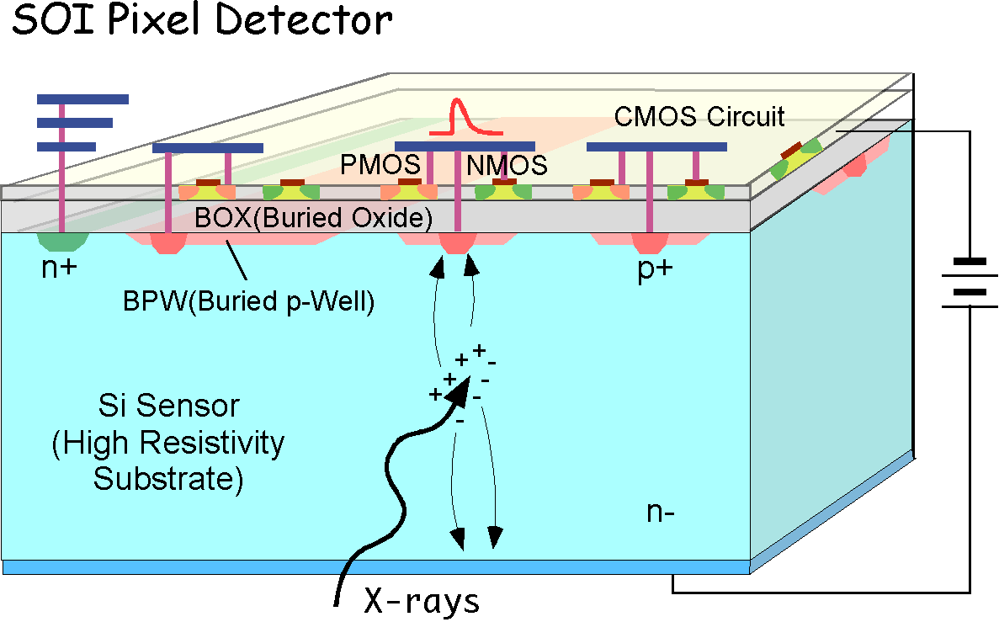 SOI Pixel Detector
CMOS Circuit
PMOS
NMOS
BOX(Buried Oxide)
n+
p+
BPW(Buried p-Well)
+
+
-
+
-
+
-
-
Si Sensor
(High Resistivity
Substrate)
n-
X-rays